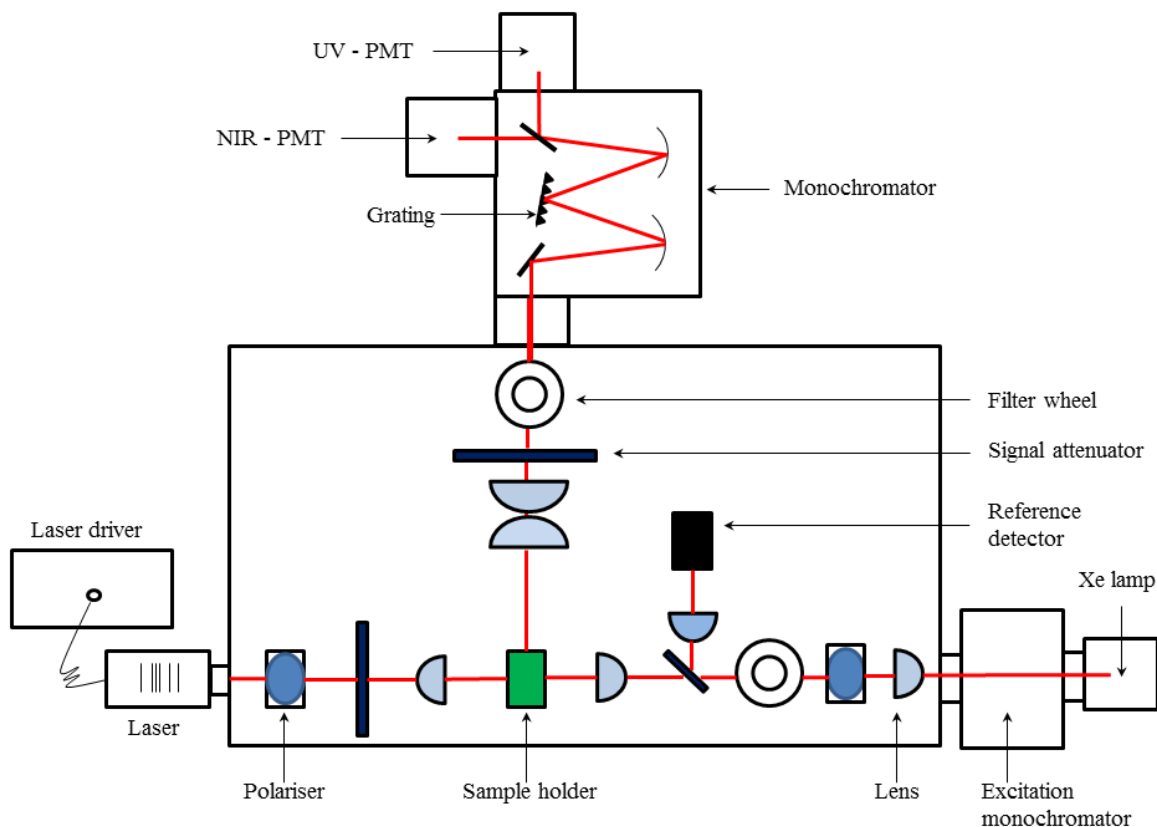 UV - PMT
NIR - PMT
Monochromator
Grating
Filter wheel
Signal attenuator
Reference
detector
Laser driver
Xe lamp
Laser
Polariser
Sample holder
Lens
Excitation
monochromator